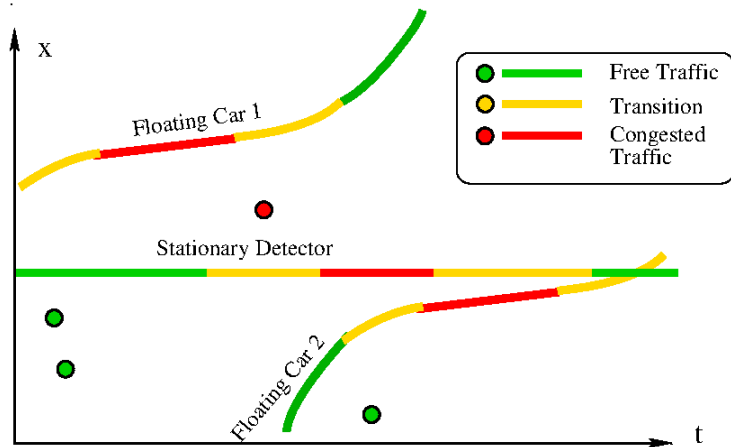 x
Floating Car 1
Free Traffic
Transition
Congested
Traffic
Stationary Detector
Floating Car 2
t